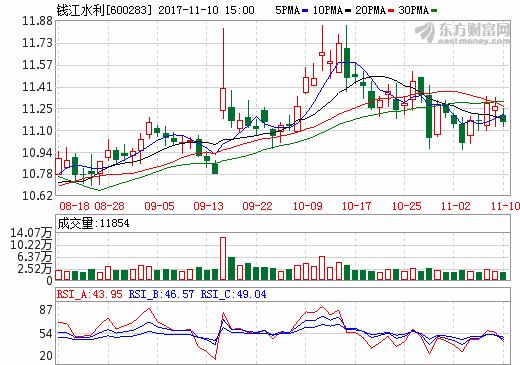 钱江水利[600283] 2017-11-10 15:00 5PMA 10PMA 20PMA 30PMA
东方财富网
eastmoney.com
11.88
11.73
11.57
11.41
11.25
11.10
10.94
10.78
10.62
08-18 08-28 09-05 09-13 09-22 10-09 10-17 10-25 11-02 11-10
成交量:11854
14.07万
10.22万
6.37万
2.52万
0
RSI_A:43.95 RSI_B:46.57 RSI_C:49.04
87
54
20